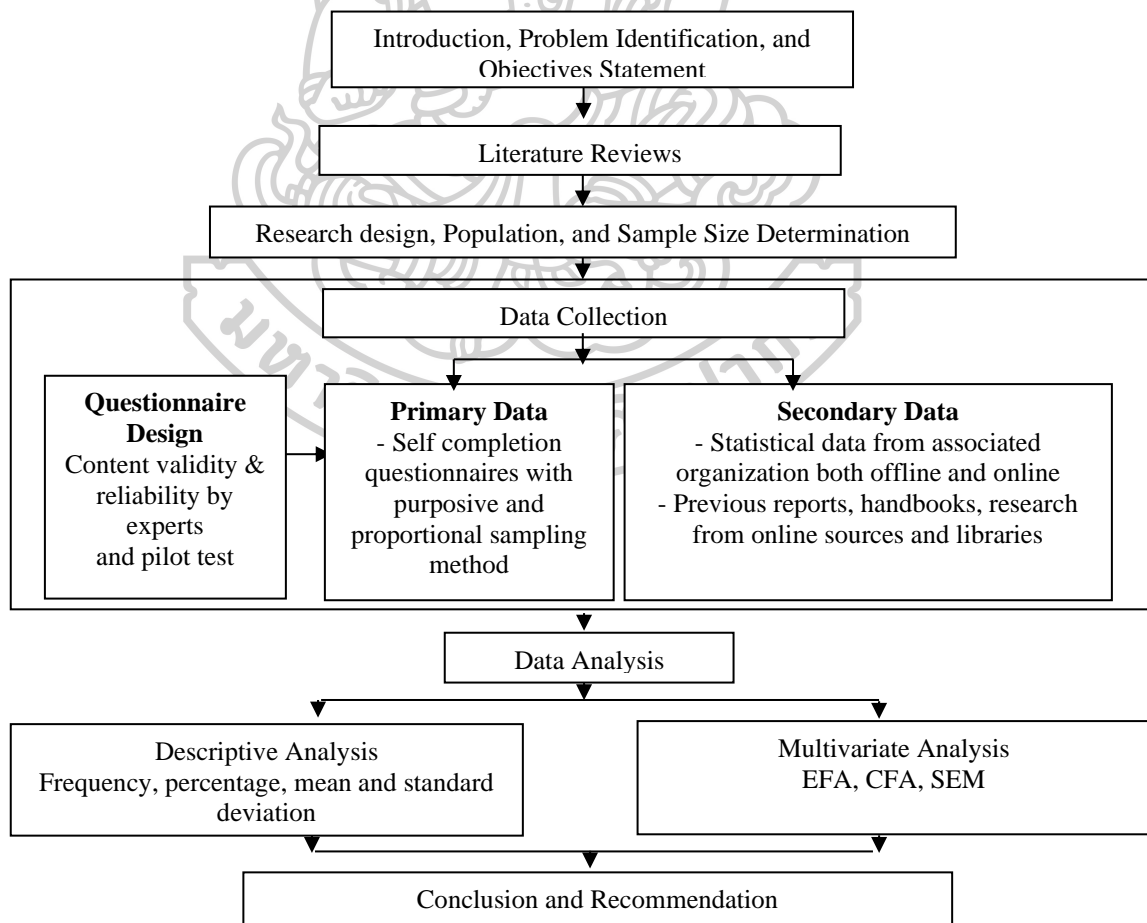 Introduction, Problem Identification, and
Objectives Statement
Literature Reviews
Research design, Population, and Sample Size Determination
Data Collection
Questionnaire
Design
Content validity &
reliability by
experts
and pilot test
Primary Data
- Self completion
questionnaires with
purposive and
proportional sampling
method
Secondary Data
- Statistical data from associated
organization both offline and online
- Previous reports, handbooks, research
from online sources and libraries
Data Analysis
Descriptive Analysis
Frequency, percentage, mean and standard
deviation
Multivariate Analysis
EFA, CFA, SEM
Conclusion and Recommendation